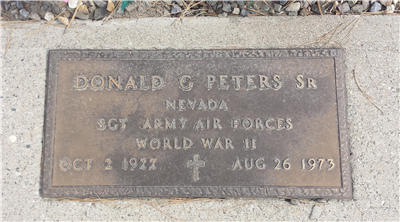 DONALD G PETERS SR
NEVADA
SGT ARMY AIR FORCES
WORLD WAR II
OCT 2 1922 AUG 26 1973